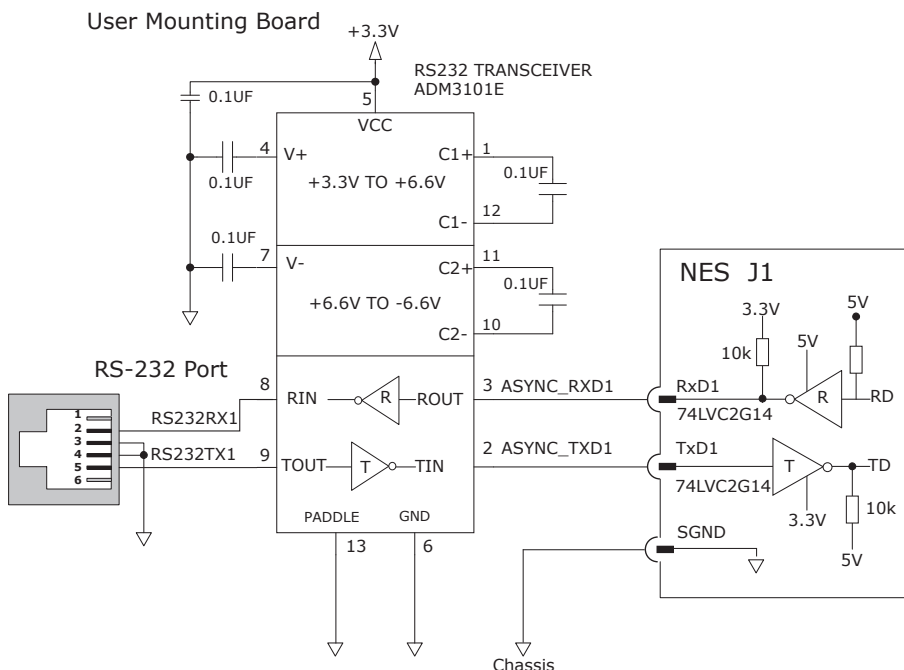 User Mounting Board
+3.3V
RS232 TRANSCEIVER
ADM3101E
0.1UF
5
VCC
4
V+
C1+
1
0.1UF
+3.3V TO +6.6V
0.1UF
C1-
12
0.1UF
7
V-
C2+
11
+6.6V TO -6.6V
0.1UF
C2-
10
NES J1
3.3V
5V
10k
5V
RS-232 Port
8
RIN
R
ROUT
3
ASYNC_RXD1
RxD1
R
RD
74LVC2G14
1
2
3
4
5
6
RS232RX1
RS232TX1
9
TOUT
T
TIN
2
ASYNC_TXD1
TxD1
T
TD
74LVC2G14
3.3V
10k
5V
PADDLE
GND
13
6
SGND
Chassis